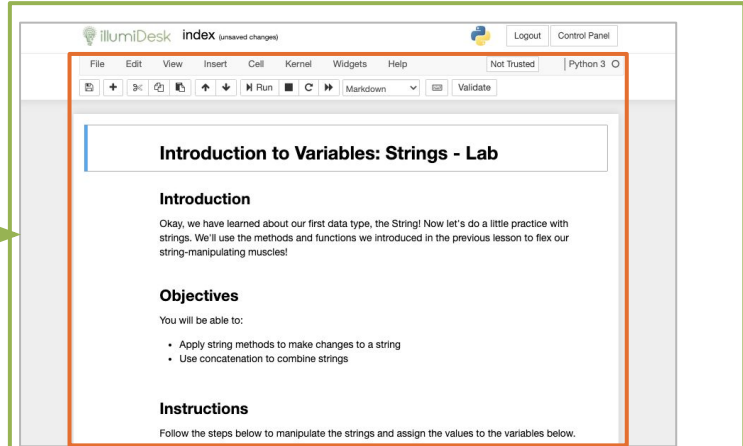 illumiDesk index (unsaved changes) Logout Control Panel
File Edit View Insert Cell Kernel Widgets Help Not Trusted Python 3
Run Markdown Validate
Introduction to Variables: Strings - Lab
Introduction
Okay, we have learned about our first data type, the String! Now let's do a little practice with
strings. We'll use the methods and functions we introduced in the previous lesson to flex our
string-manipulating muscles!
Objectives
You will be able to:
• Apply string methods to make changes to a string
• Use concatenation to combine strings
Instructions
Follow the steps below to manipulate the strings and assign the values to the variables below.